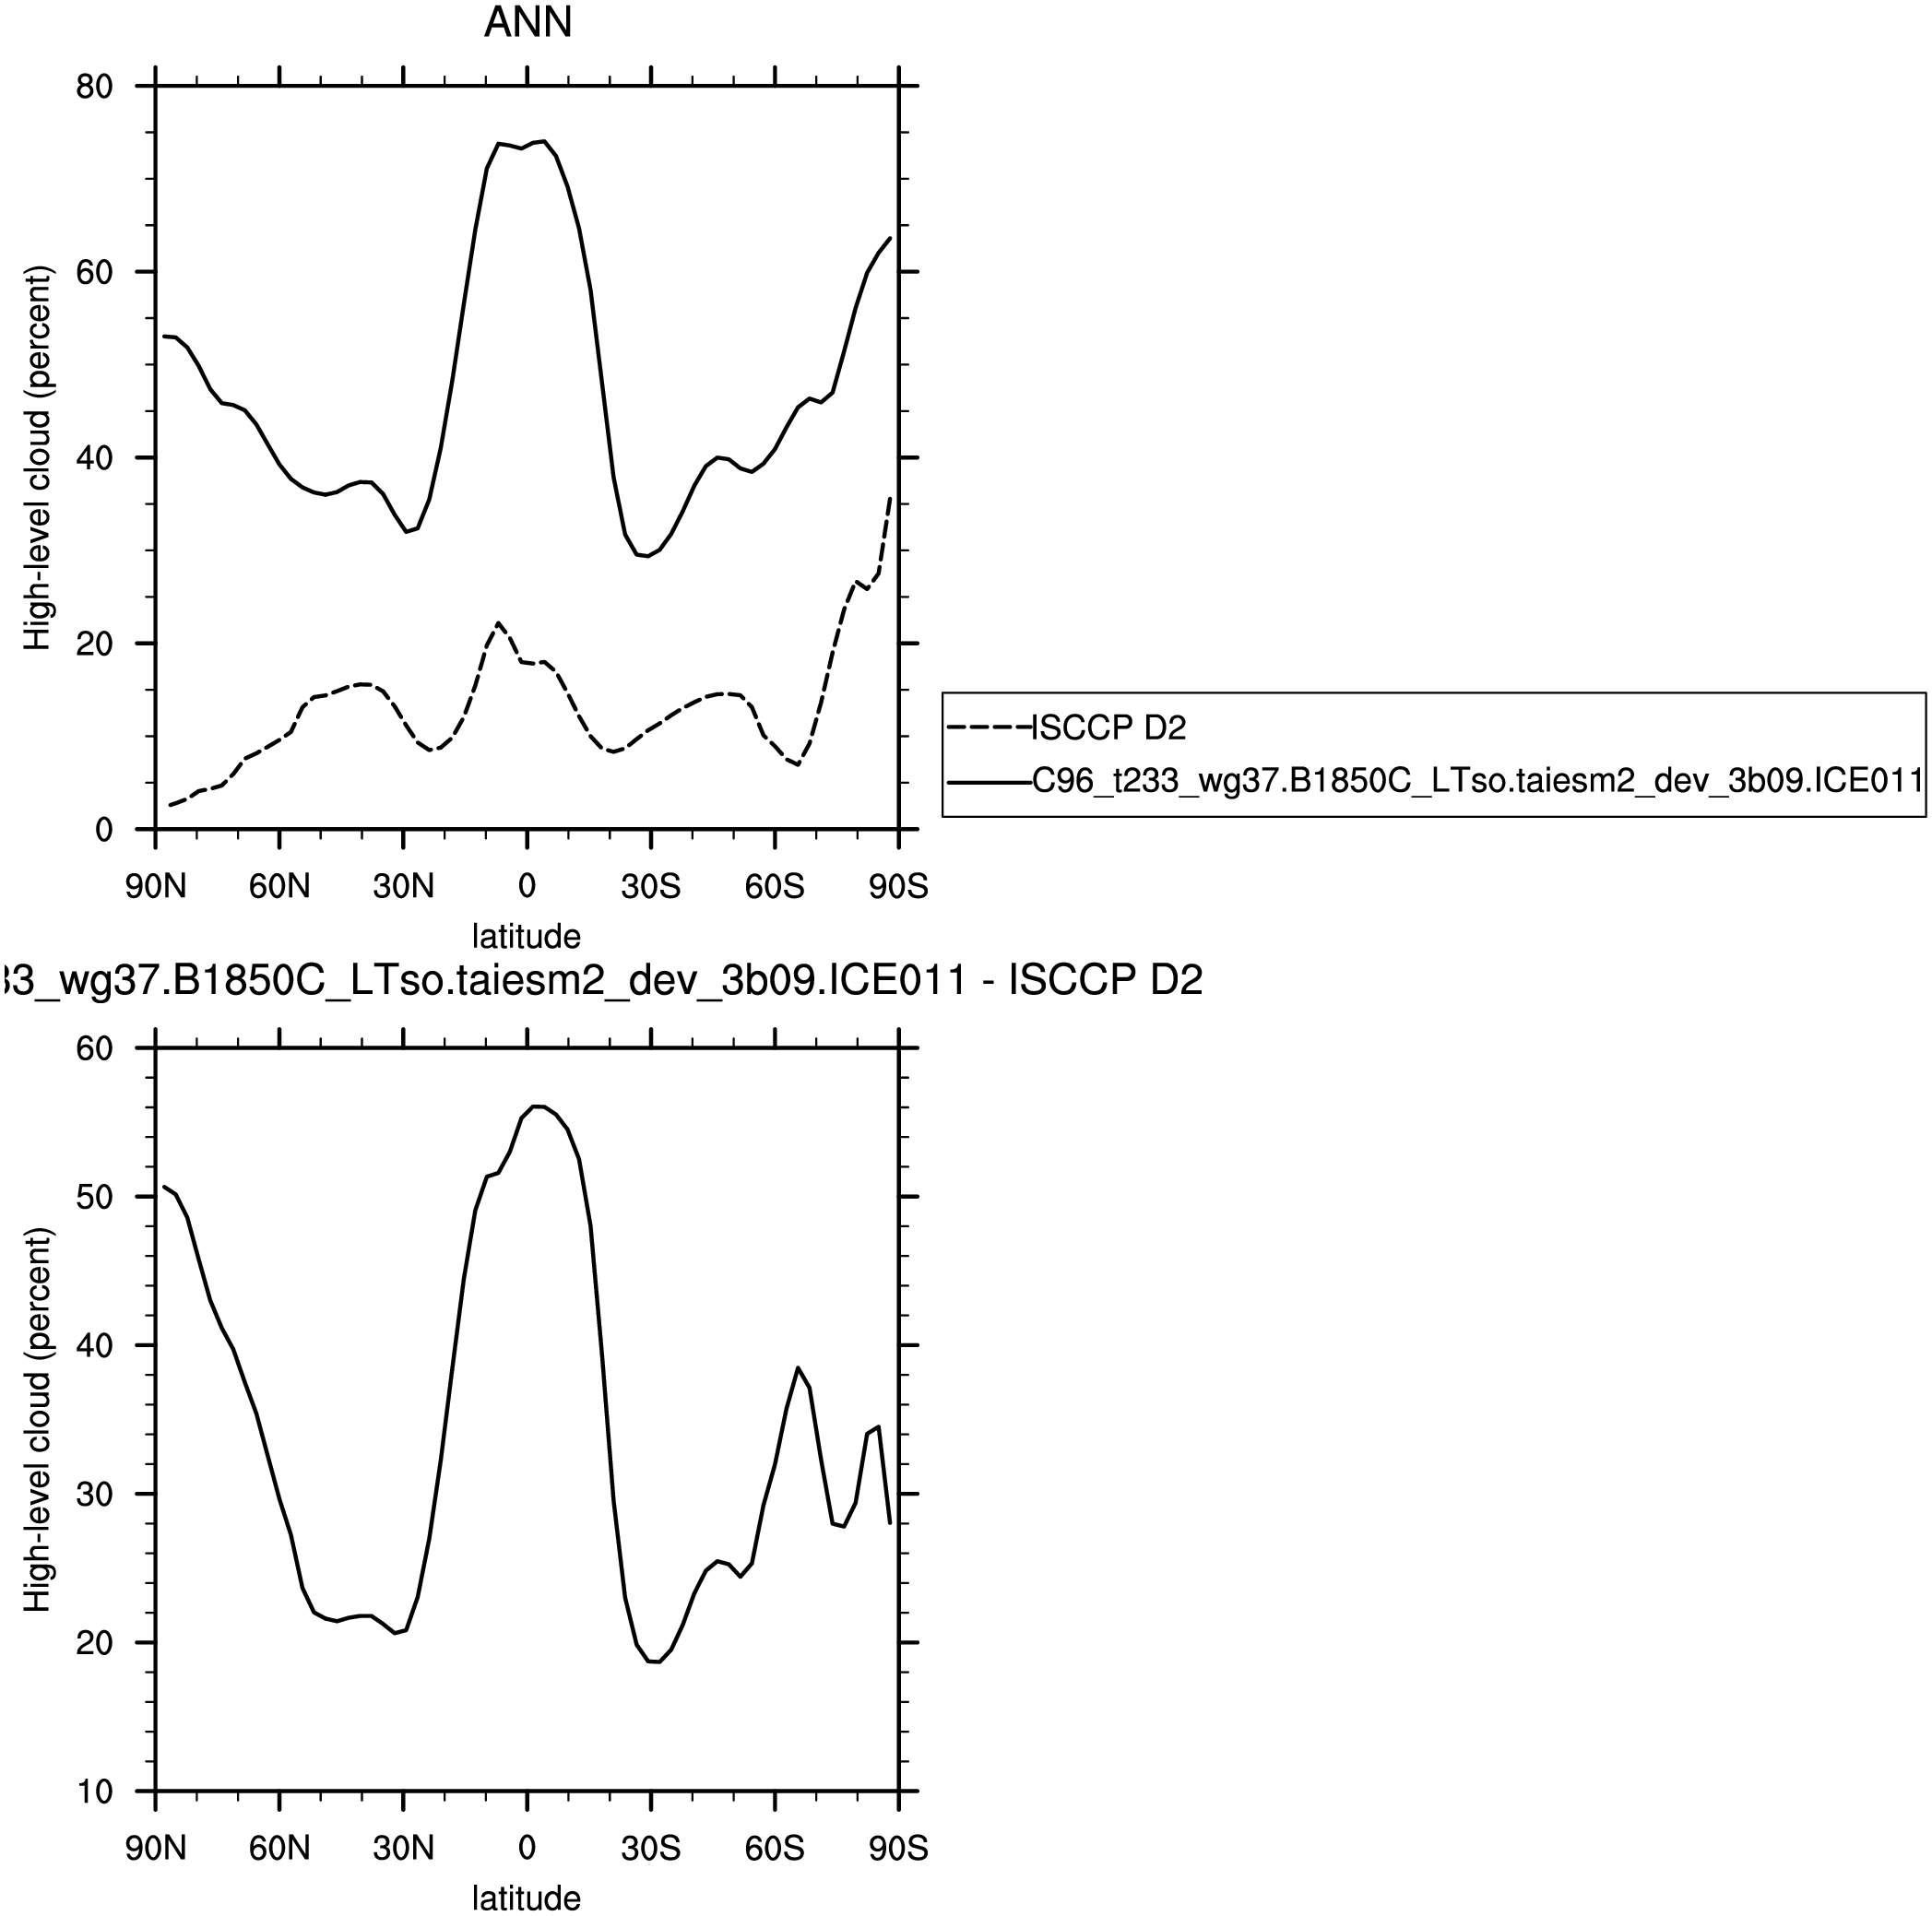 ANN
80
60
40
20
0
High-level cloud (percent)
90N 60N 30N 0 30S 60S 90S
latitude
ISCCP D2
C96_t233_wg37.B1850C_LTso.taiesm2_dev_3b09.ICE011
33_wg37.B1850C_LTso.taiesm2_dev_3b09.ICE011 - ISCCP D2
60
50
40
30
20
10
High-level cloud (percent)
90N 60N 30N 0 30S 60S 90S
latitude